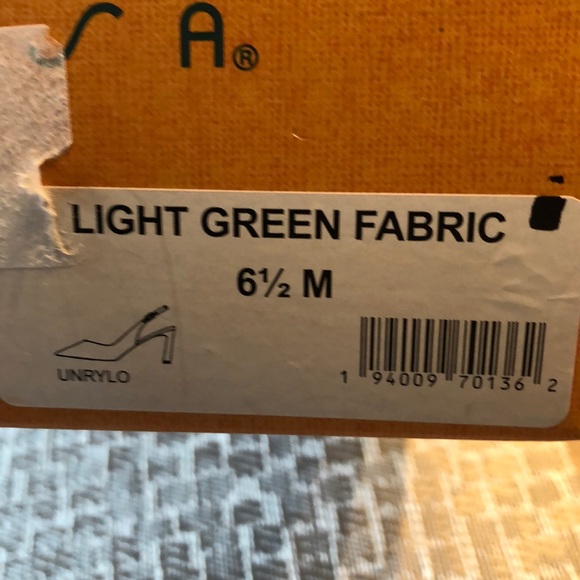 S A®
LIGHT GREEN FABRIC
6½ M
UNRYLO
1 94009 70136 2